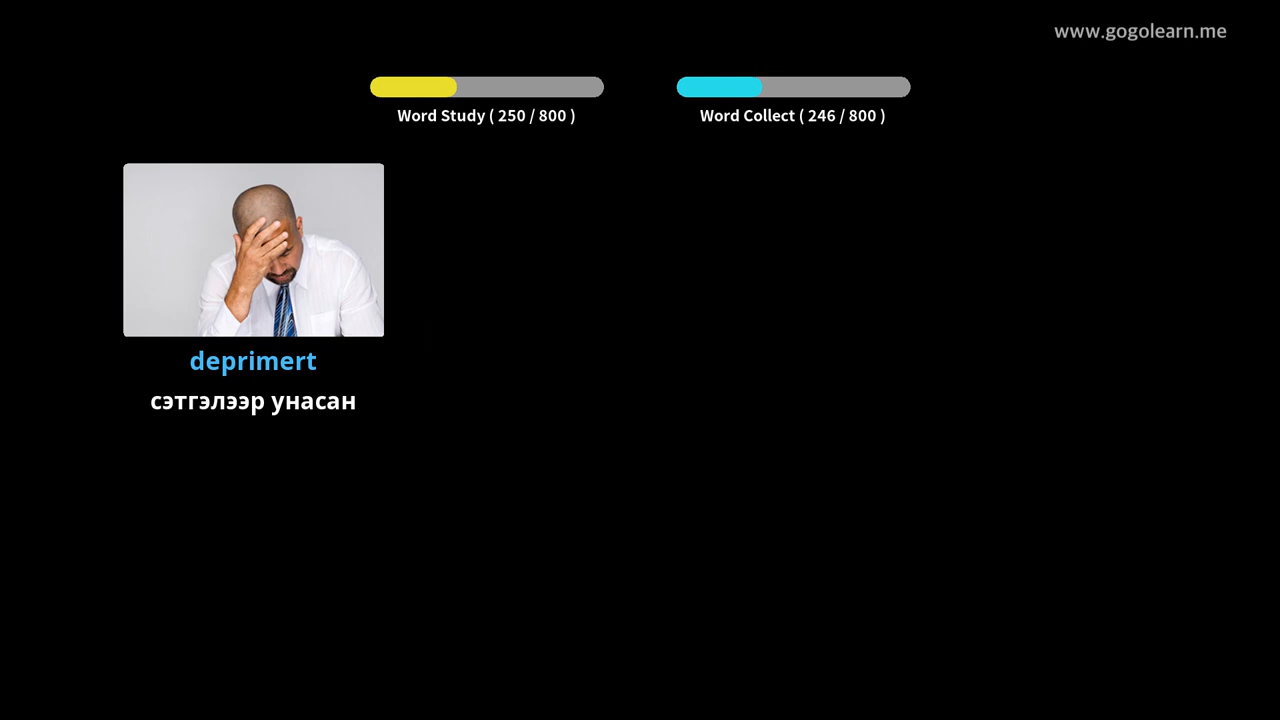 www.gogolearn.me
Word Study ( 250 / 800 )
Word Collect ( 246 / 800 )
deprimert
сэтгэлээр унасан